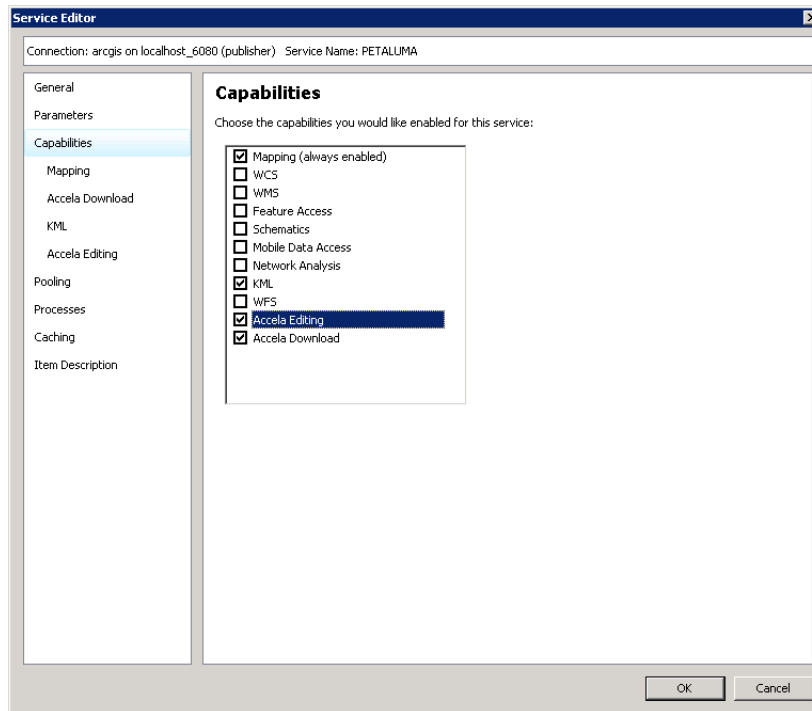 Service Editor
Connection: arcgis on localhost_6080 (publisher) Service Name: PETALUMA
General
Parameters
Capabilities
Mapping
Accela Download
KML
Accela Editing
Pooling
Processes
Caching
Item Description
Capabilities
Choose the capabilities you would like enabled for this service:
Mapping (always enabled)
WCS
WMS
Feature Access
Schematics
Mobile Data Access
Network Analysis
KML
WFS
Accela Editing
Accela Download
OK
Cancel